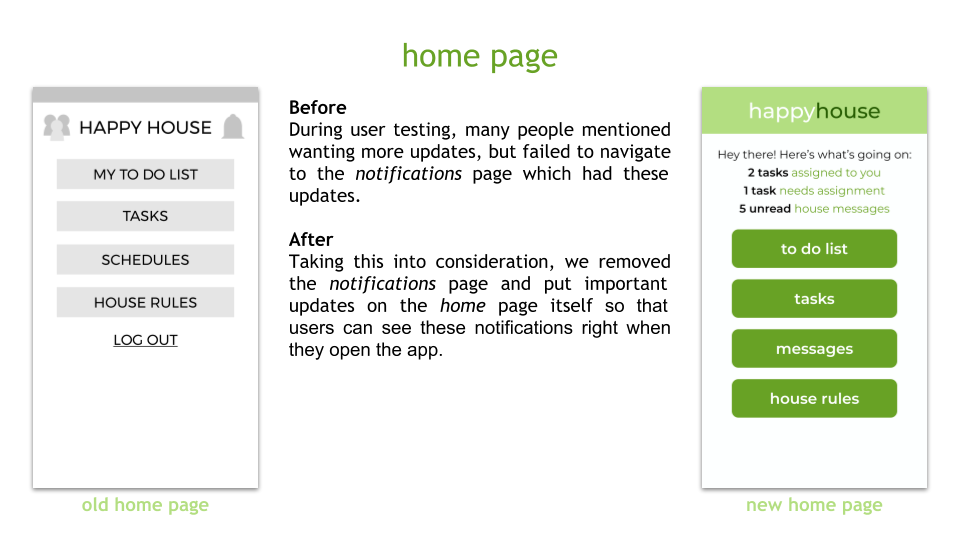 home page
HAPPY HOUSE
MY TO DO LIST
TASKS
SCHEDULES
HOUSE RULES
LOG OUT
old home page
Before
During user testing, many people mentioned
wanting more updates, but failed to navigate
to the notifications page which had these
updates.
After
Taking this into consideration, we removed
the notifications page and put important
updates on the home page itself so that
users can see these notifications right when
they open the app.
happyhouse
Hey there! Here's what's going on:
2 tasks assigned to you
1 task needs assignment
5 unread house messages
to do list
tasks
messages
house rules
new home page